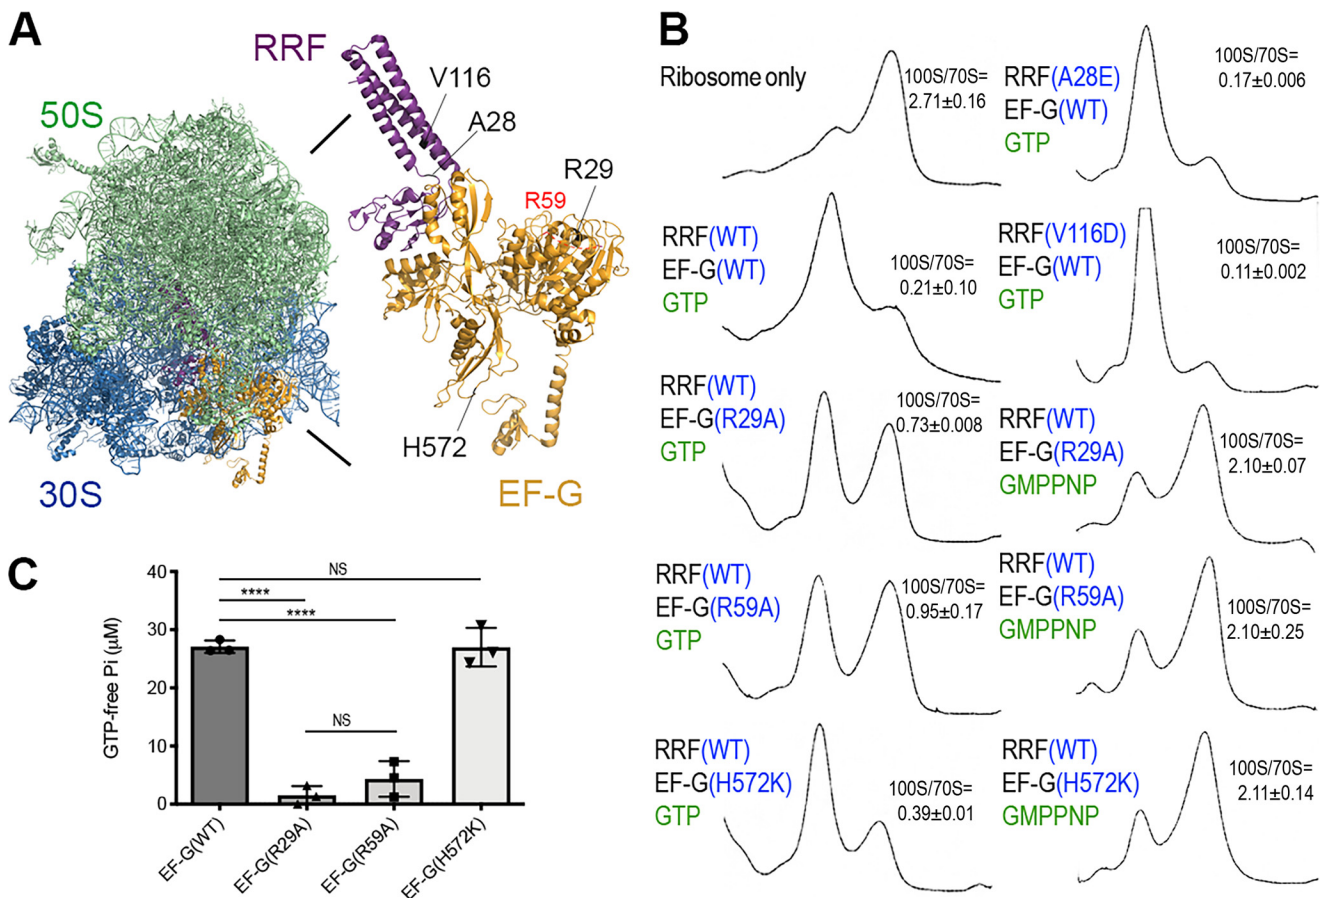 A
RRF
V116
A28
50S
R29
R59
H572
30S
EF-G
B
Ribosome only
100S/70S=
2.71±0.16
RRF(A28E)
EF-G(WT)
GTP
100S/70S=
0.17±0.006
RRF(WT)
EF-G(WT)
GTP
100S/70S=
0.21±0.10
RRF(V116D)
EF-G(WT)
GTP
100S/70S=
0.11±0.002
RRF(WT)
EF-G(R29A)
GTP
100S/70S=
0.73±0.008
RRF(WT)
EF-G(R29A)
GMPPNP
100S/70S=
2.10±0.07
RRF(WT)
EF-G(R59A)
GTP
100S/70S=
0.95±0.17
RRF(WT)
EF-G(R59A)
GMPPNP
100S/70S=
2.10±0.25
RRF(WT)
EF-G(H572K)
GTP
100S/70S=
0.39±0.01
RRF(WT)
EF-G(H572K)
GMPPNP
100S/70S=
2.11±0.14
C
GTP-free Pi (µM)
40
30
20
10
0
NS
****
****
NS
EF-G(WT)
EF-G(R29A)
EF-G(R59A)
EF-G(H572K)